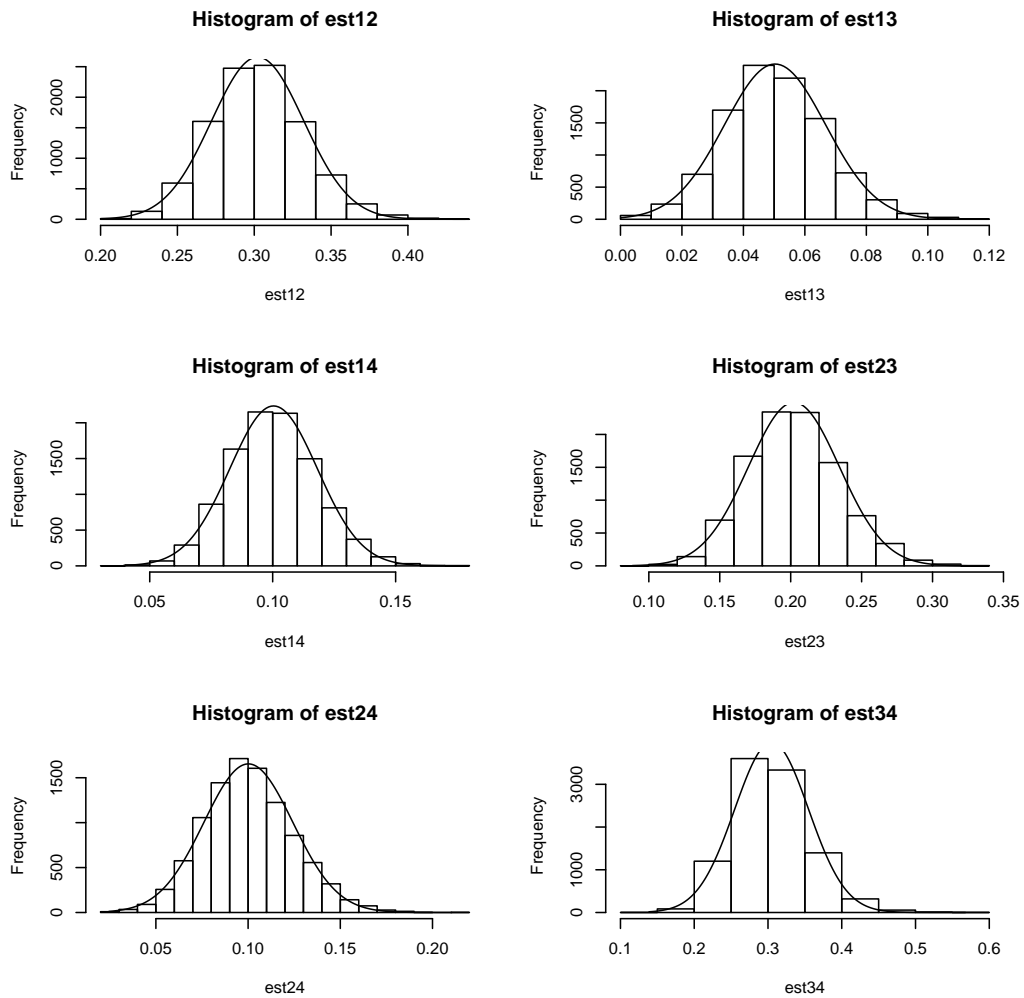 Histogram of est12
Frequency
0 1000 2000
0.20 0.25 0.30 0.35 0.40
est12
Histogram of est13
Frequency
0 500 1500
0.00 0.02 0.04 0.06 0.08 0.10 0.12
est13
Histogram of est14
Frequency
0 500 1500
0.05 0.10 0.15
est14
Histogram of est23
Frequency
0 500 1500
0.10 0.15 0.20 0.25 0.30 0.35
est23
Histogram of est24
Frequency
0 500 1500
0.05 0.10 0.15 0.20
est24
Histogram of est34
Frequency
0 1000 3000
0.1 0.2 0.3 0.4 0.5 0.6
est34